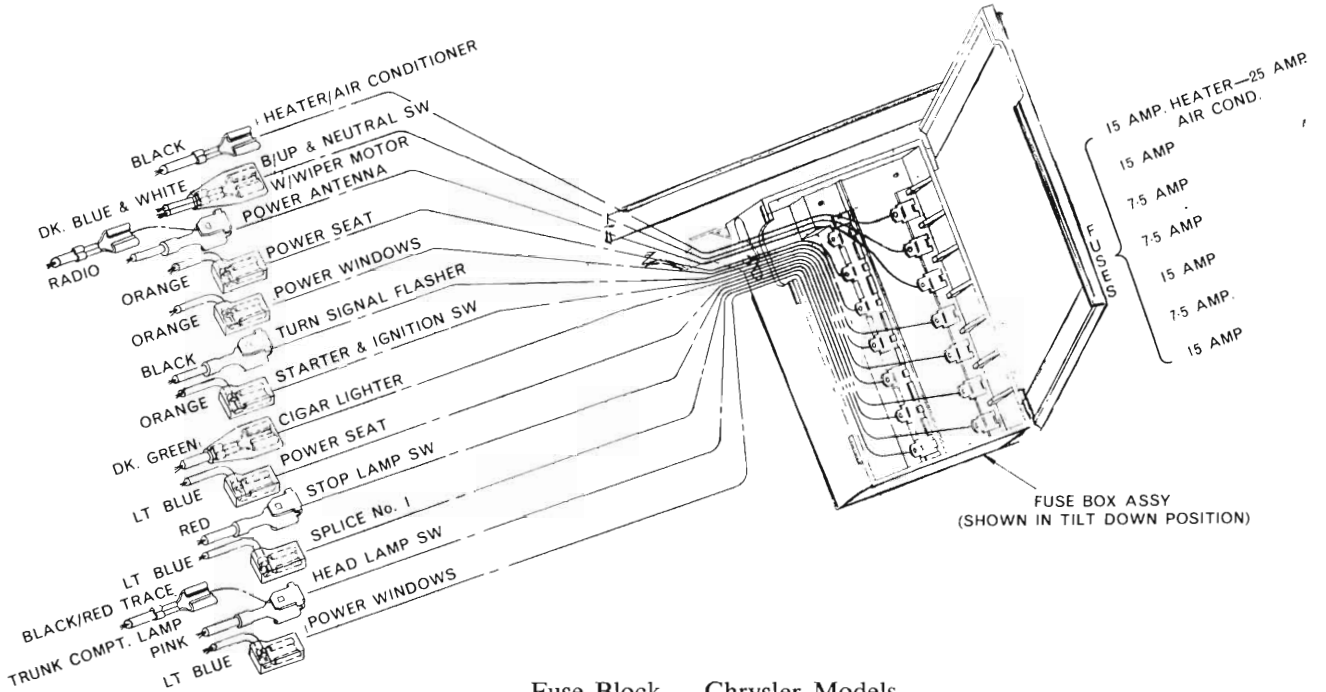 HEATER/AIR CONDITIONER
BLACK
B/UP & NEUTRAL SW
DK. BLUE & WHITE
W/WIPER MOTOR
POWER ANTENNA
RADIO
POWER SEAT
ORANGE
POWER WINDOWS
ORANGE
TURN SIGNAL FLASHER
BLACK
STARTER & IGNITION SW
ORANGE
CIGAR LIGHTER
DK. GREEN
POWER SEAT
LT BLUE
STOP LAMP SW
RED
SPLICE No. 1
LT BLUE
HEAD LAMP SW
BLACK/RED TRACE
TRUNK COMPT. LAMP
PINK
POWER WINDOWS
LT BLUE
15 AMP. HEATER—25 AMP.
AIR COND.
15 AMP
7.5 AMP
7.5 AMP
15 AMP
7.5 AMP.
15 AMP
FUSES
FUSE BOX ASSY
(SHOWN IN TILT DOWN POSITION)
Fuse Block — Chrysler Models